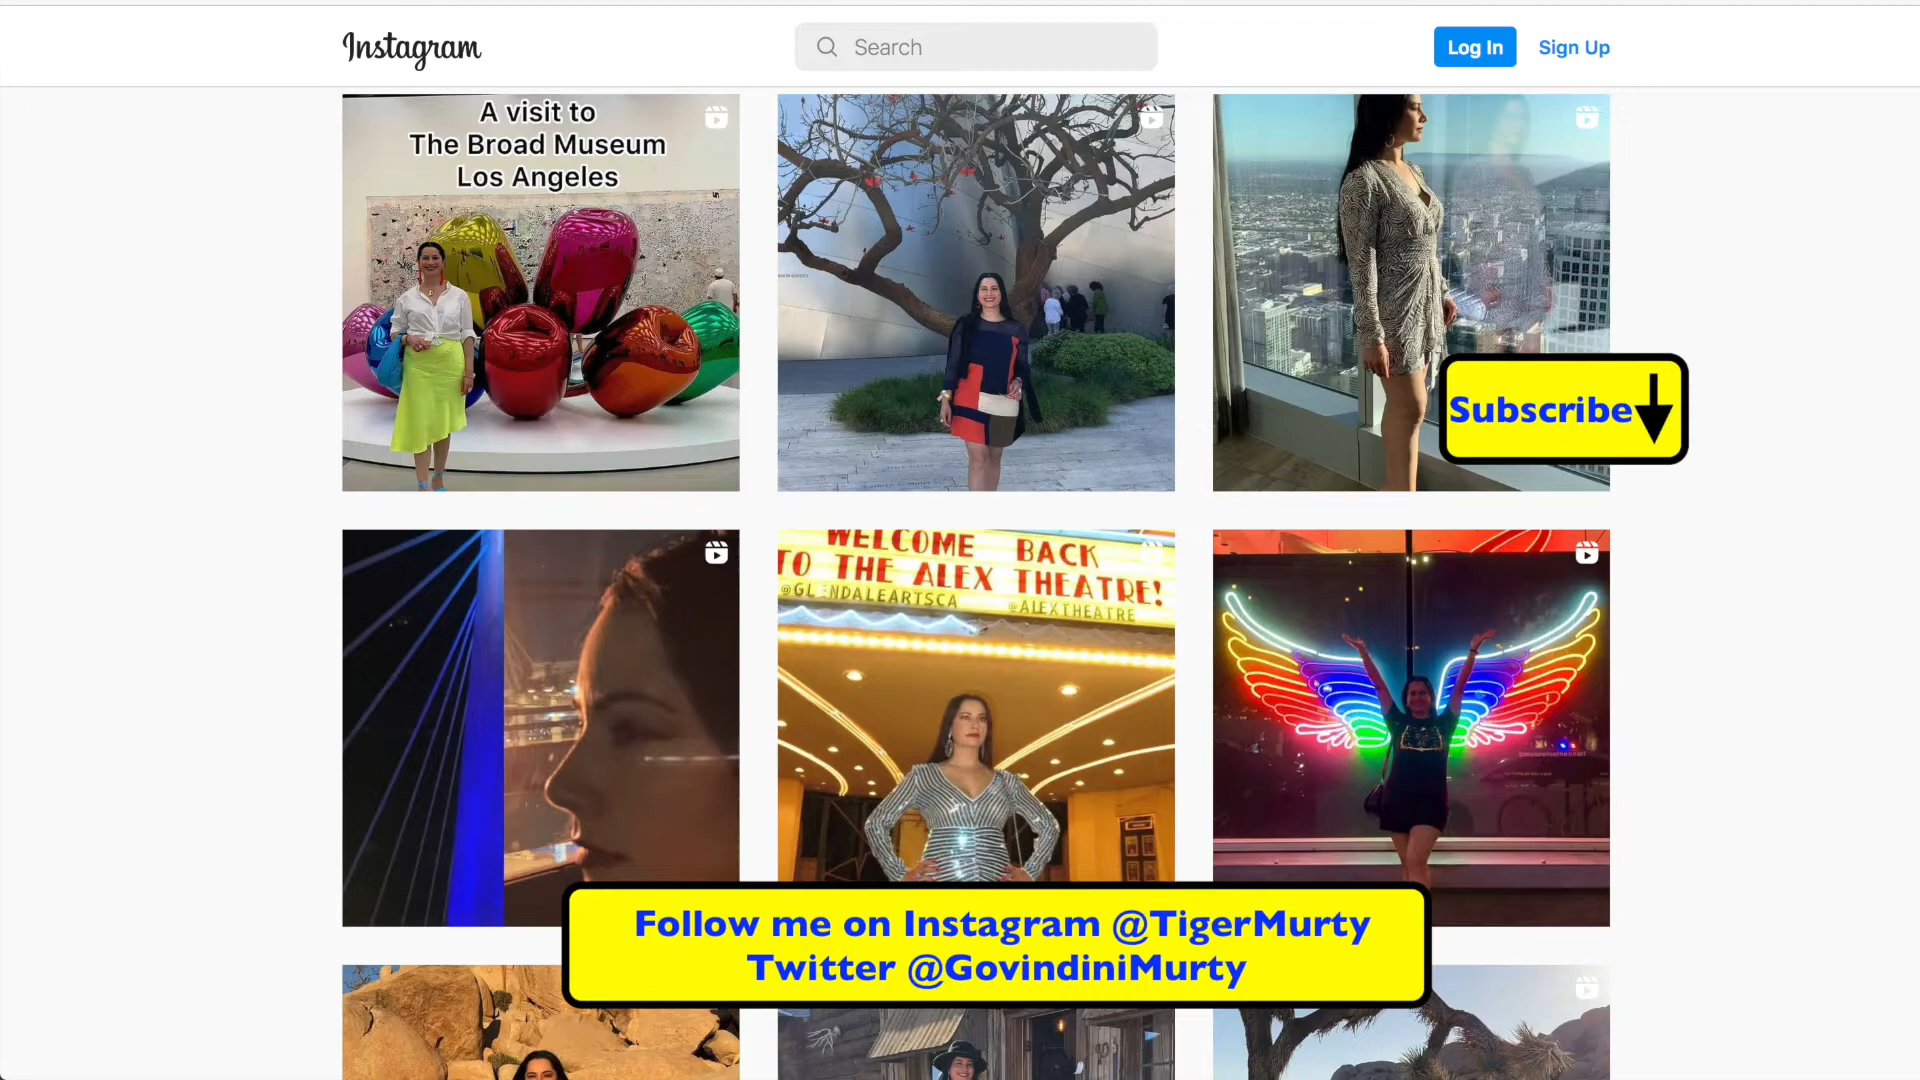 Instagram
Search
Log In
Sign Up
A visit to
The Broad Museum
Los Angeles
Subscribe
WELCOME BACK
TO THE ALEX THEATRE!
@GLENDALEARTSCA @ALEXTHEATRE
Follow me on Instagram @TigerMurty
Twitter @GovindiniMurty